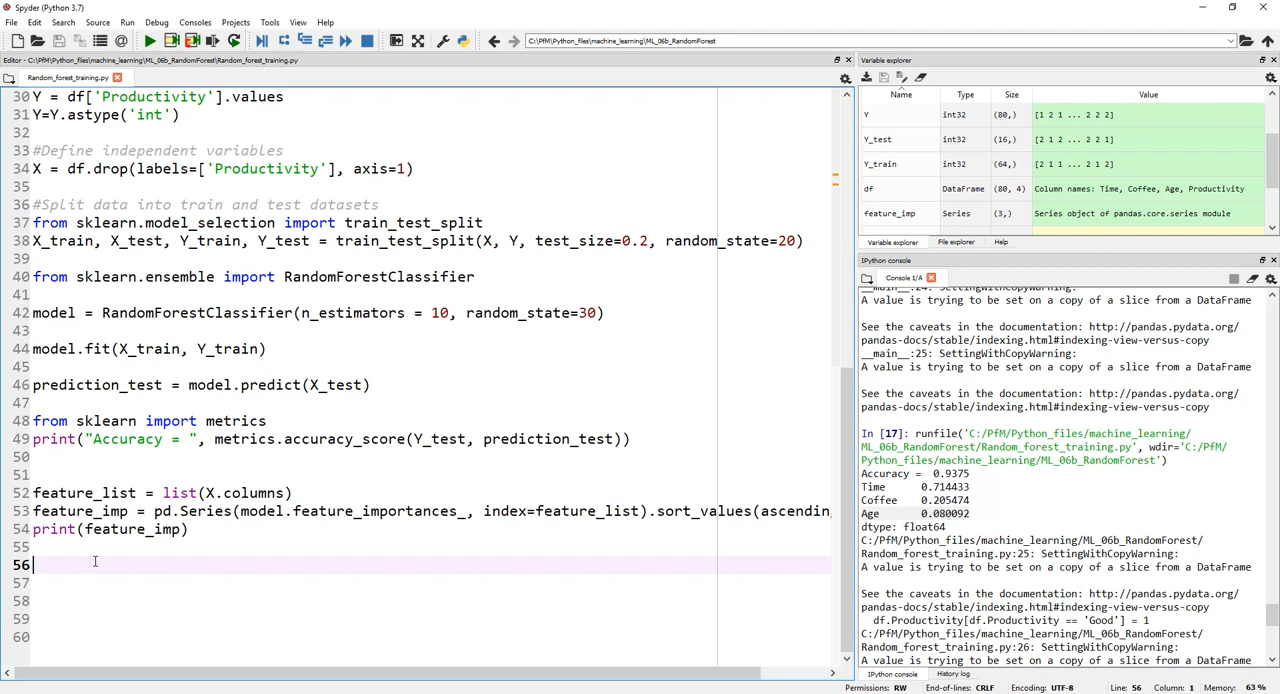 Spyder (Python 3.7)
File Edit Search Source Run Debug Consoles Projects Tools View Help
C:\PfM\Python_files\machine_learning\ML_06b_RandomForest
Editor - C:\PfM\Python_files\machine_learning\ML_06b_RandomForest\Random_forest_training.py
Random_forest_training.py
30 Y = df['Productivity'].values
31 Y=Y.astype('int')
32
33 #Define independent variables
34 X = df.drop(labels=['Productivity'], axis=1)
35
36 #Split data into train and test datasets
37 from sklearn.model_selection import train_test_split
38 X_train, X_test, Y_train, Y_test = train_test_split(X, Y, test_size=0.2, random_state=20)
39
40 from sklearn.ensemble import RandomForestClassifier
41
42 model = RandomForestClassifier(n_estimators = 10, random_state=30)
43
44 model.fit(X_train, Y_train)
45
46 prediction_test = model.predict(X_test)
47
48 from sklearn import metrics
49 print("Accuracy = ", metrics.accuracy_score(Y_test, prediction_test))
50
51
52 feature_list = list(X.columns)
53 feature_imp = pd.Series(model.feature_importances_, index=feature_list).sort_values(ascending
54 print(feature_imp)
55
56
57
58
59
60
Variable explorer
Name Type Size Value
Y int32 (80,) [1 2 1 ... 2 2 2]
Y_test int32 (16,) [2 1 2 ... 2 2 1]
Y_train int32 (64,) [2 1 1 ... 2 1 2]
df DataFrame (80, 4) Column names: Time, Coffee, Age, Productivity
feature_imp Series (3,) Series object of pandas.core.series module
Variable explorer File explorer Help
IPython console
Console 1/A
__main__:24: SettingWithCopyWarning:
A value is trying to be set on a copy of a slice from a DataFrame
See the caveats in the documentation: http://pandas.pydata.org/
pandas-docs/stable/indexing.html#indexing-view-versus-copy
__main__:25: SettingWithCopyWarning:
A value is trying to be set on a copy of a slice from a DataFrame
See the caveats in the documentation: http://pandas.pydata.org/
pandas-docs/stable/indexing.html#indexing-view-versus-copy
In [17]: runfile('C:/PfM/Python_files/machine_learning/
ML_06b_RandomForest/Random_forest_training.py', wdir='C:/PfM/
Python_files/machine_learning/ML_06b_RandomForest')
Accuracy =  0.9375
Time 0.714433
Coffee 0.205474
Age 0.080092
dtype: float64
C:/PfM/Python_files/machine_learning/ML_06b_RandomForest/
Random_forest_training.py:25: SettingWithCopyWarning:
A value is trying to be set on a copy of a slice from a DataFrame
See the caveats in the documentation: http://pandas.pydata.org/
pandas-docs/stable/indexing.html#indexing-view-versus-copy
df.Productivity[df.Productivity == 'Good'] = 1
C:/PfM/Python_files/machine_learning/ML_06b_RandomForest/
Random_forest_training.py:26: SettingWithCopyWarning:
A value is trying to be set on a copy of a slice from a DataFrame
IPython console History log
Permissions: RW End-of-lines: CRLF Encoding: UTF-8 Line: 56 Column: 1 Memory: 63 %